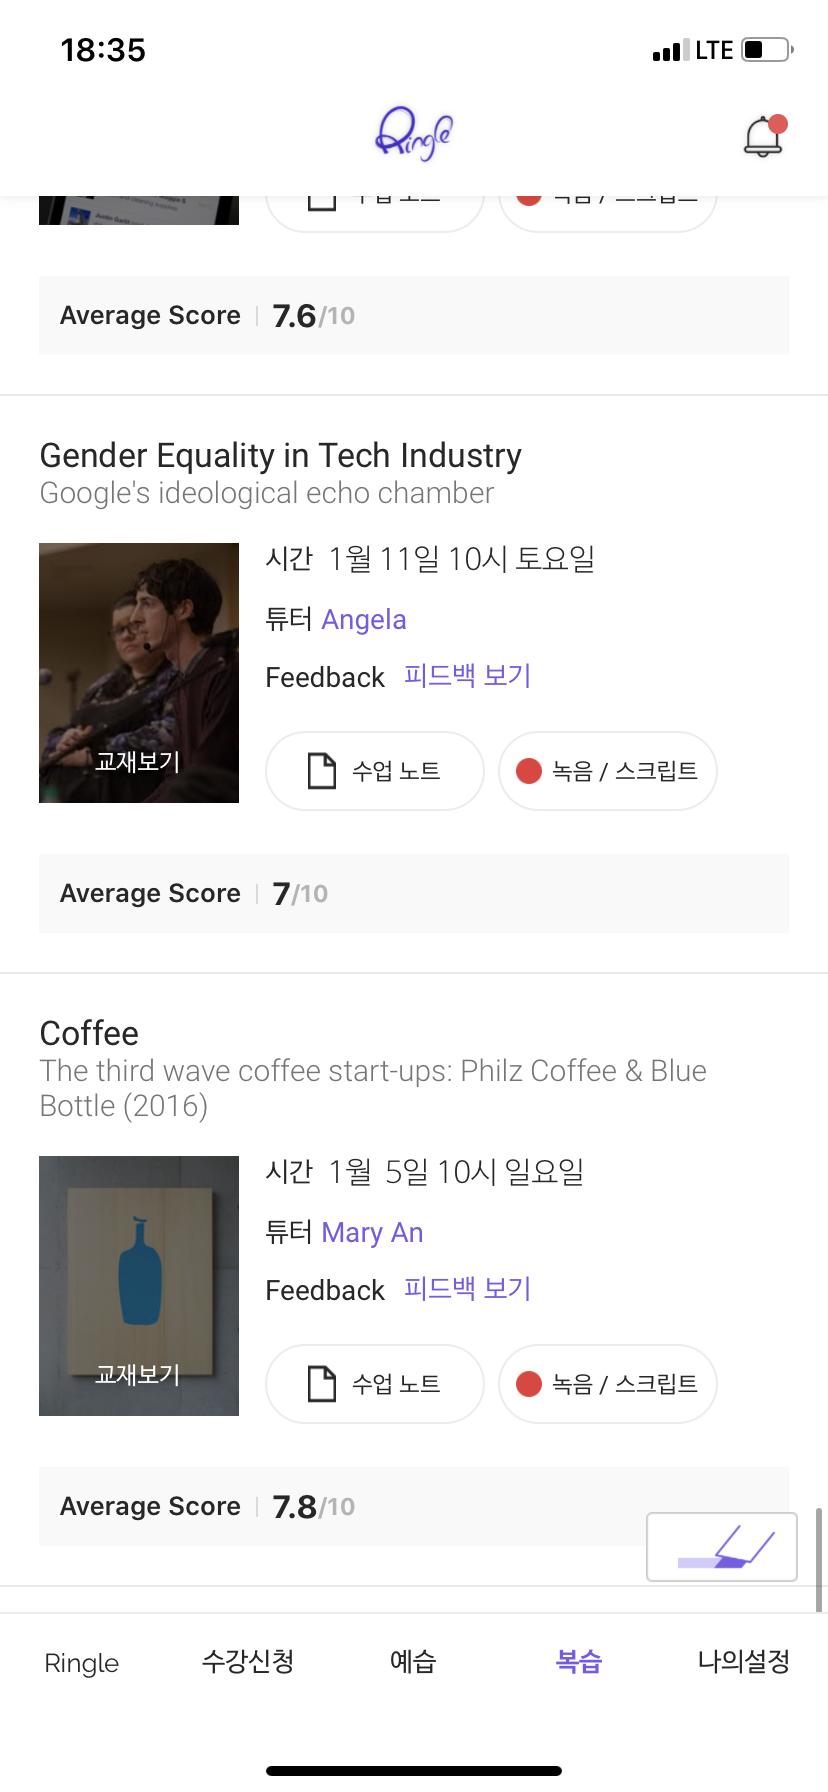 18:35
LTE
Ringle
Average Score
7.6/10
Gender Equality in Tech Industry
Google's ideological echo chamber
시간 1월 11일 10시 토요일
튜터 Angela
Feedback 피드백 보기
교재보기
수업 노트
녹음 / 스크립트
Average Score
7/10
Coffee
The third wave coffee start-ups: Philz Coffee & Blue
Bottle (2016)
시간 1월 5일 10시 일요일
튜터 Mary An
Feedback 피드백 보기
교재보기
수업 노트
녹음 / 스크립트
Average Score
7.8/10
Ringle
수강신청
예습
복습
나의설정